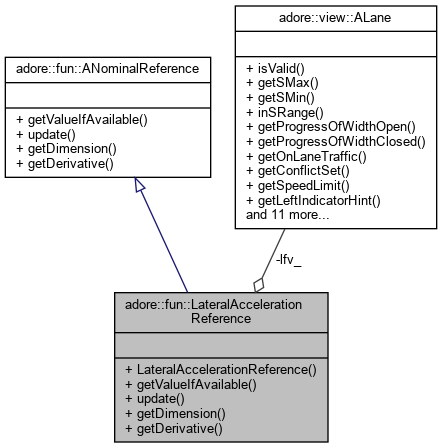 adore::view::ALane
+ isValid()
+ getSMax()
+ getSMin()
+ inSRange()
+ getProgressOfWidthOpen()
+ getProgressOfWidthClosed()
+ getOnLaneTraffic()
+ getConflictSet()
+ getSpeedLimit()
+ getLeftIndicatorHint()
and 11 more...
adore::fun::ANominalReference
+ getValueIfAvailable()
+ update()
+ getDimension()
+ getDerivative()
-lfv_
adore::fun::LateralAcceleration
Reference
+ LateralAccelerationReference()
+ getValueIfAvailable()
+ update()
+ getDimension()
+ getDerivative()